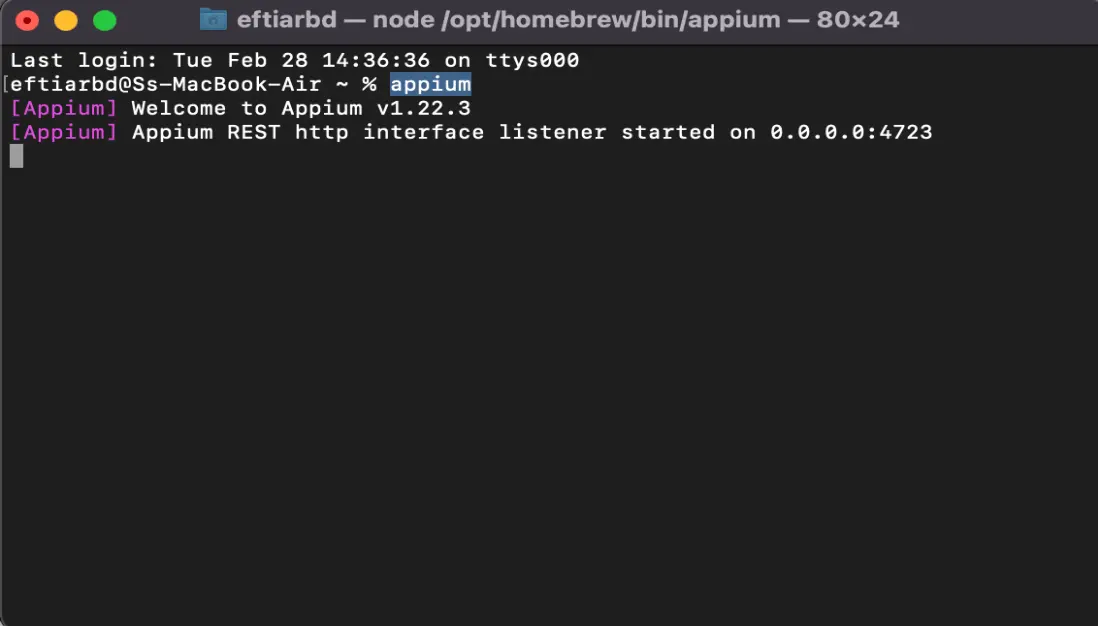 eftiarbd — node /opt/homebrew/bin/appium — 80×24
Last login: Tue Feb 28 14:36:36 on ttys000
[eftiarbd@Ss-MacBook-Air ~ % appium
[Appium] Welcome to Appium v1.22.3
[Appium] Appium REST http interface listener started on 0.0.0.0:4723